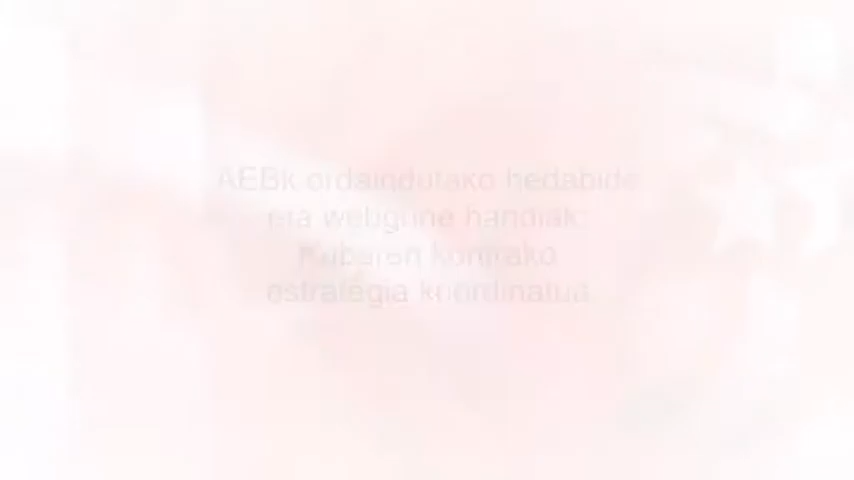 AEBk ordaindutako hedabide
eta webgune handiak:
Kubaren kontrako
estrategia koordinatua